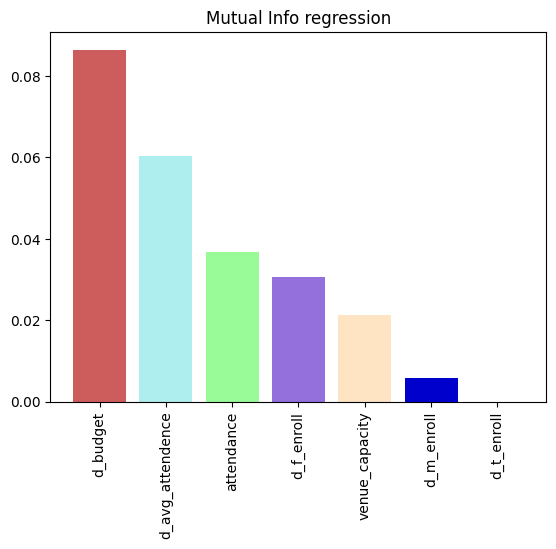 Mutual Info regression
0.08
0.06
0.04
0.02
0.00
d_budget
d_avg_attendence
attendance
d_f_enroll
venue_capacity
d_m_enroll
d_t_enroll